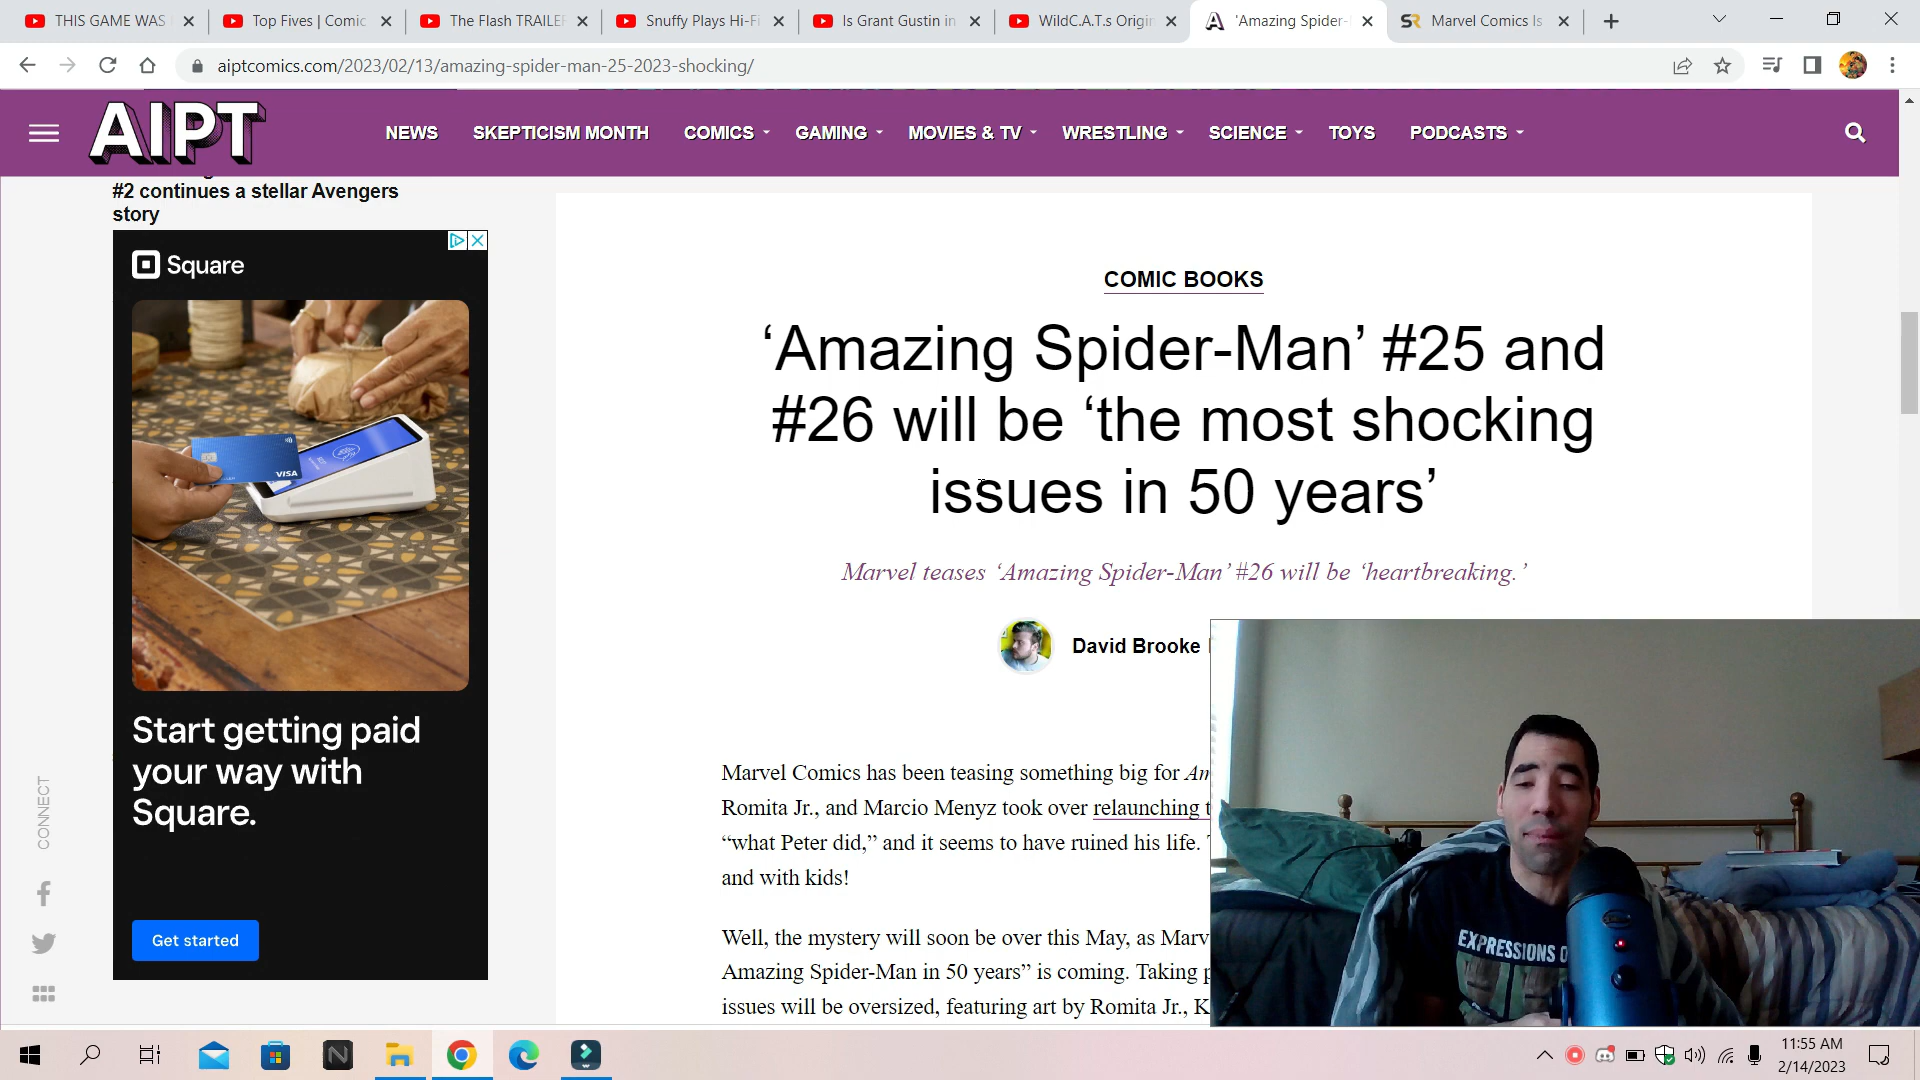 THIS GAME WAS
Top Fives | Comic
The Flash TRAILER
Snuffy Plays Hi-Fi
Is Grant Gustin in
WildC.A.T.s Origin
'Amazing Spider-
SR
Marvel Comics Is
aiptcomics.com/2023/02/13/amazing-spider-man-25-2023-shocking/
AIPT
NEWS
SKEPTICISM MONTH
COMICS
GAMING
MOVIES & TV
WRESTLING
SCIENCE
TOYS
PODCASTS
#2 continues a stellar Avengers
story
Square
VISA
Start getting paid
your way with
Square.
Get started
CONNECT
COMIC BOOKS
‘Amazing Spider-Man’ #25 and
#26 will be ‘the most shocking
issues in 50 years’
Marvel teases ‘Amazing Spider-Man’ #26 will be ‘heartbreaking.’
David Brooke
Marvel Comics has been teasing something big for
Romita Jr., and Marcio Menyz took over relaunching
“what Peter did,” and it seems to have ruined his life.
and with kids!
Well, the mystery will soon be over this May, as Marv
Amazing Spider-Man in 50 years” is coming. Taking
issues will be oversized, featuring art by Romita Jr., K
EXPRESSIONS O
11:55 AM
2/14/2023